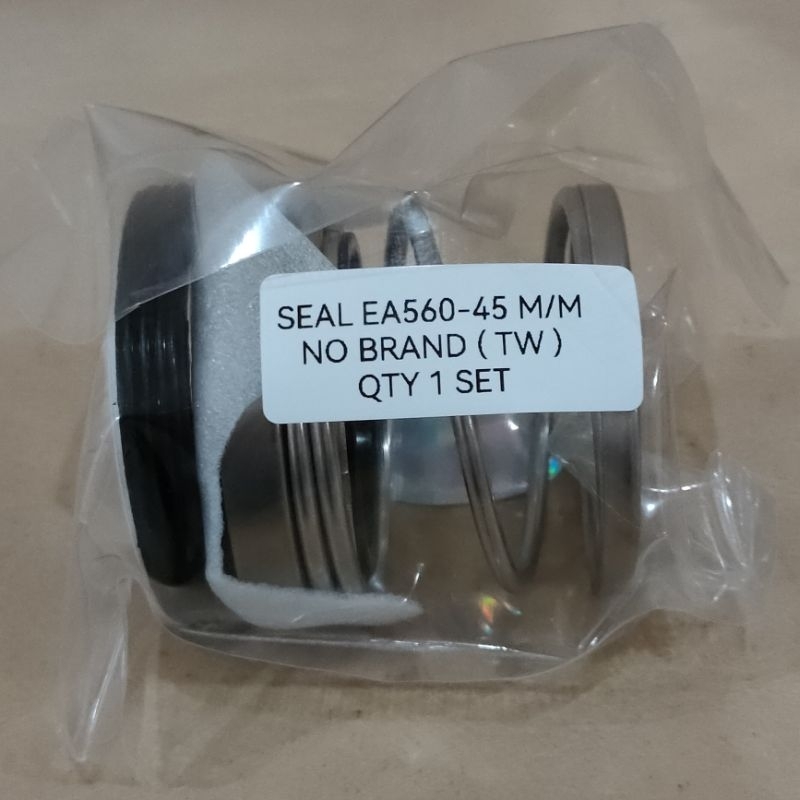 SEAL EA560-45 M/M
NO BRAND ( TW )
QTY 1 SET